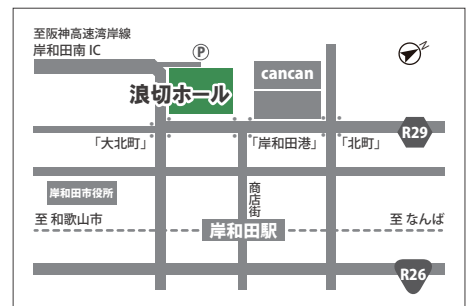 至阪神高速湾岸線
岸和田南 IC
P
Z
cancan
浪切ホール
R29
「大北町」
「岸和田港」
「北町」
岸和田市役所
商店街
至 和歌山市
至 なんば
岸和田駅
R26